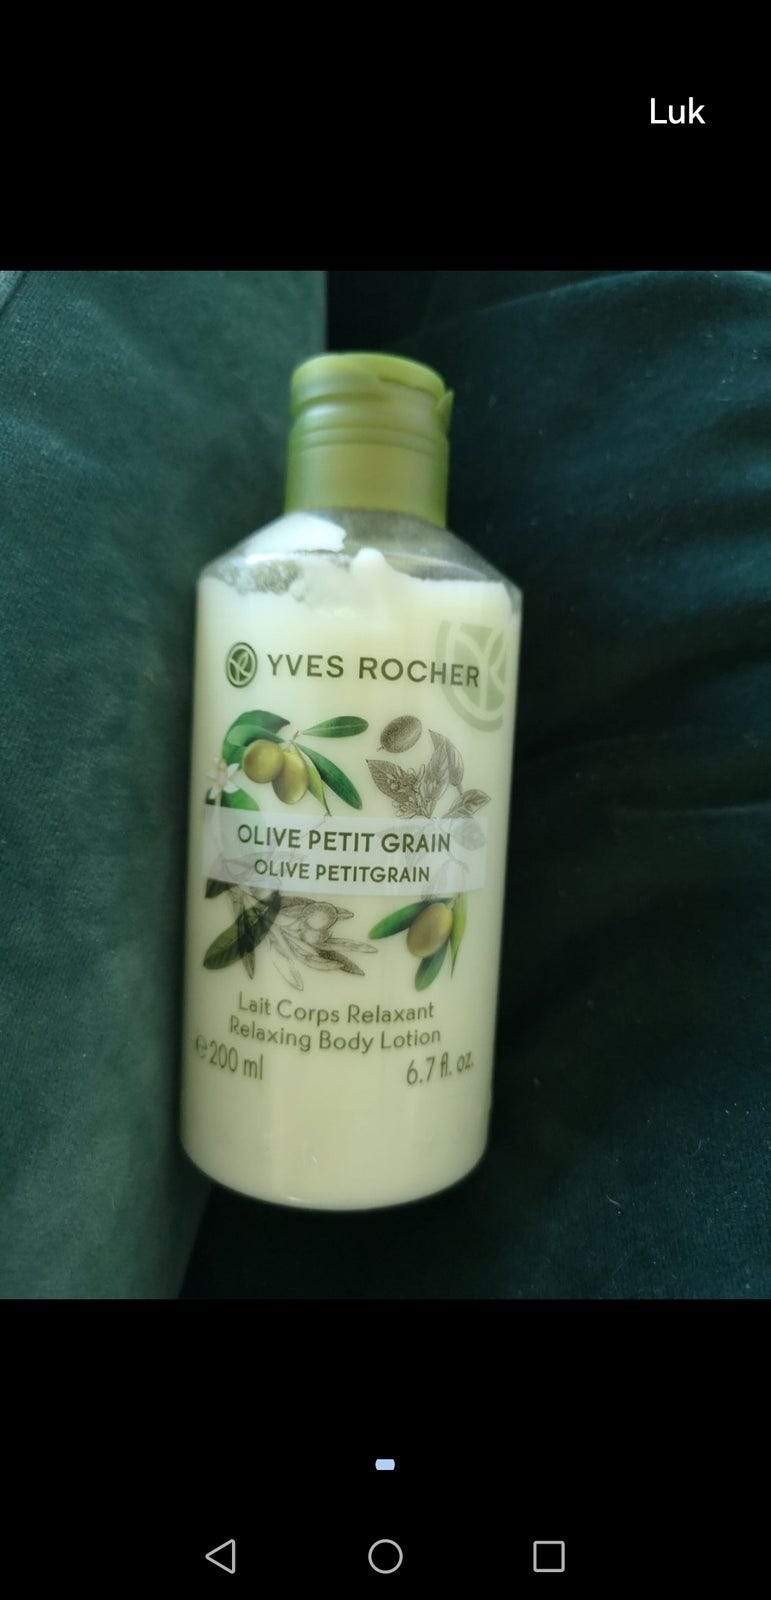 Luk
YVES ROCHER
OLIVE PETIT GRAIN
OLIVE PETITGRAIN
Lait Corps Relaxant
Relaxing Body Lotion
℮200 ml
6.7 fl. oz.